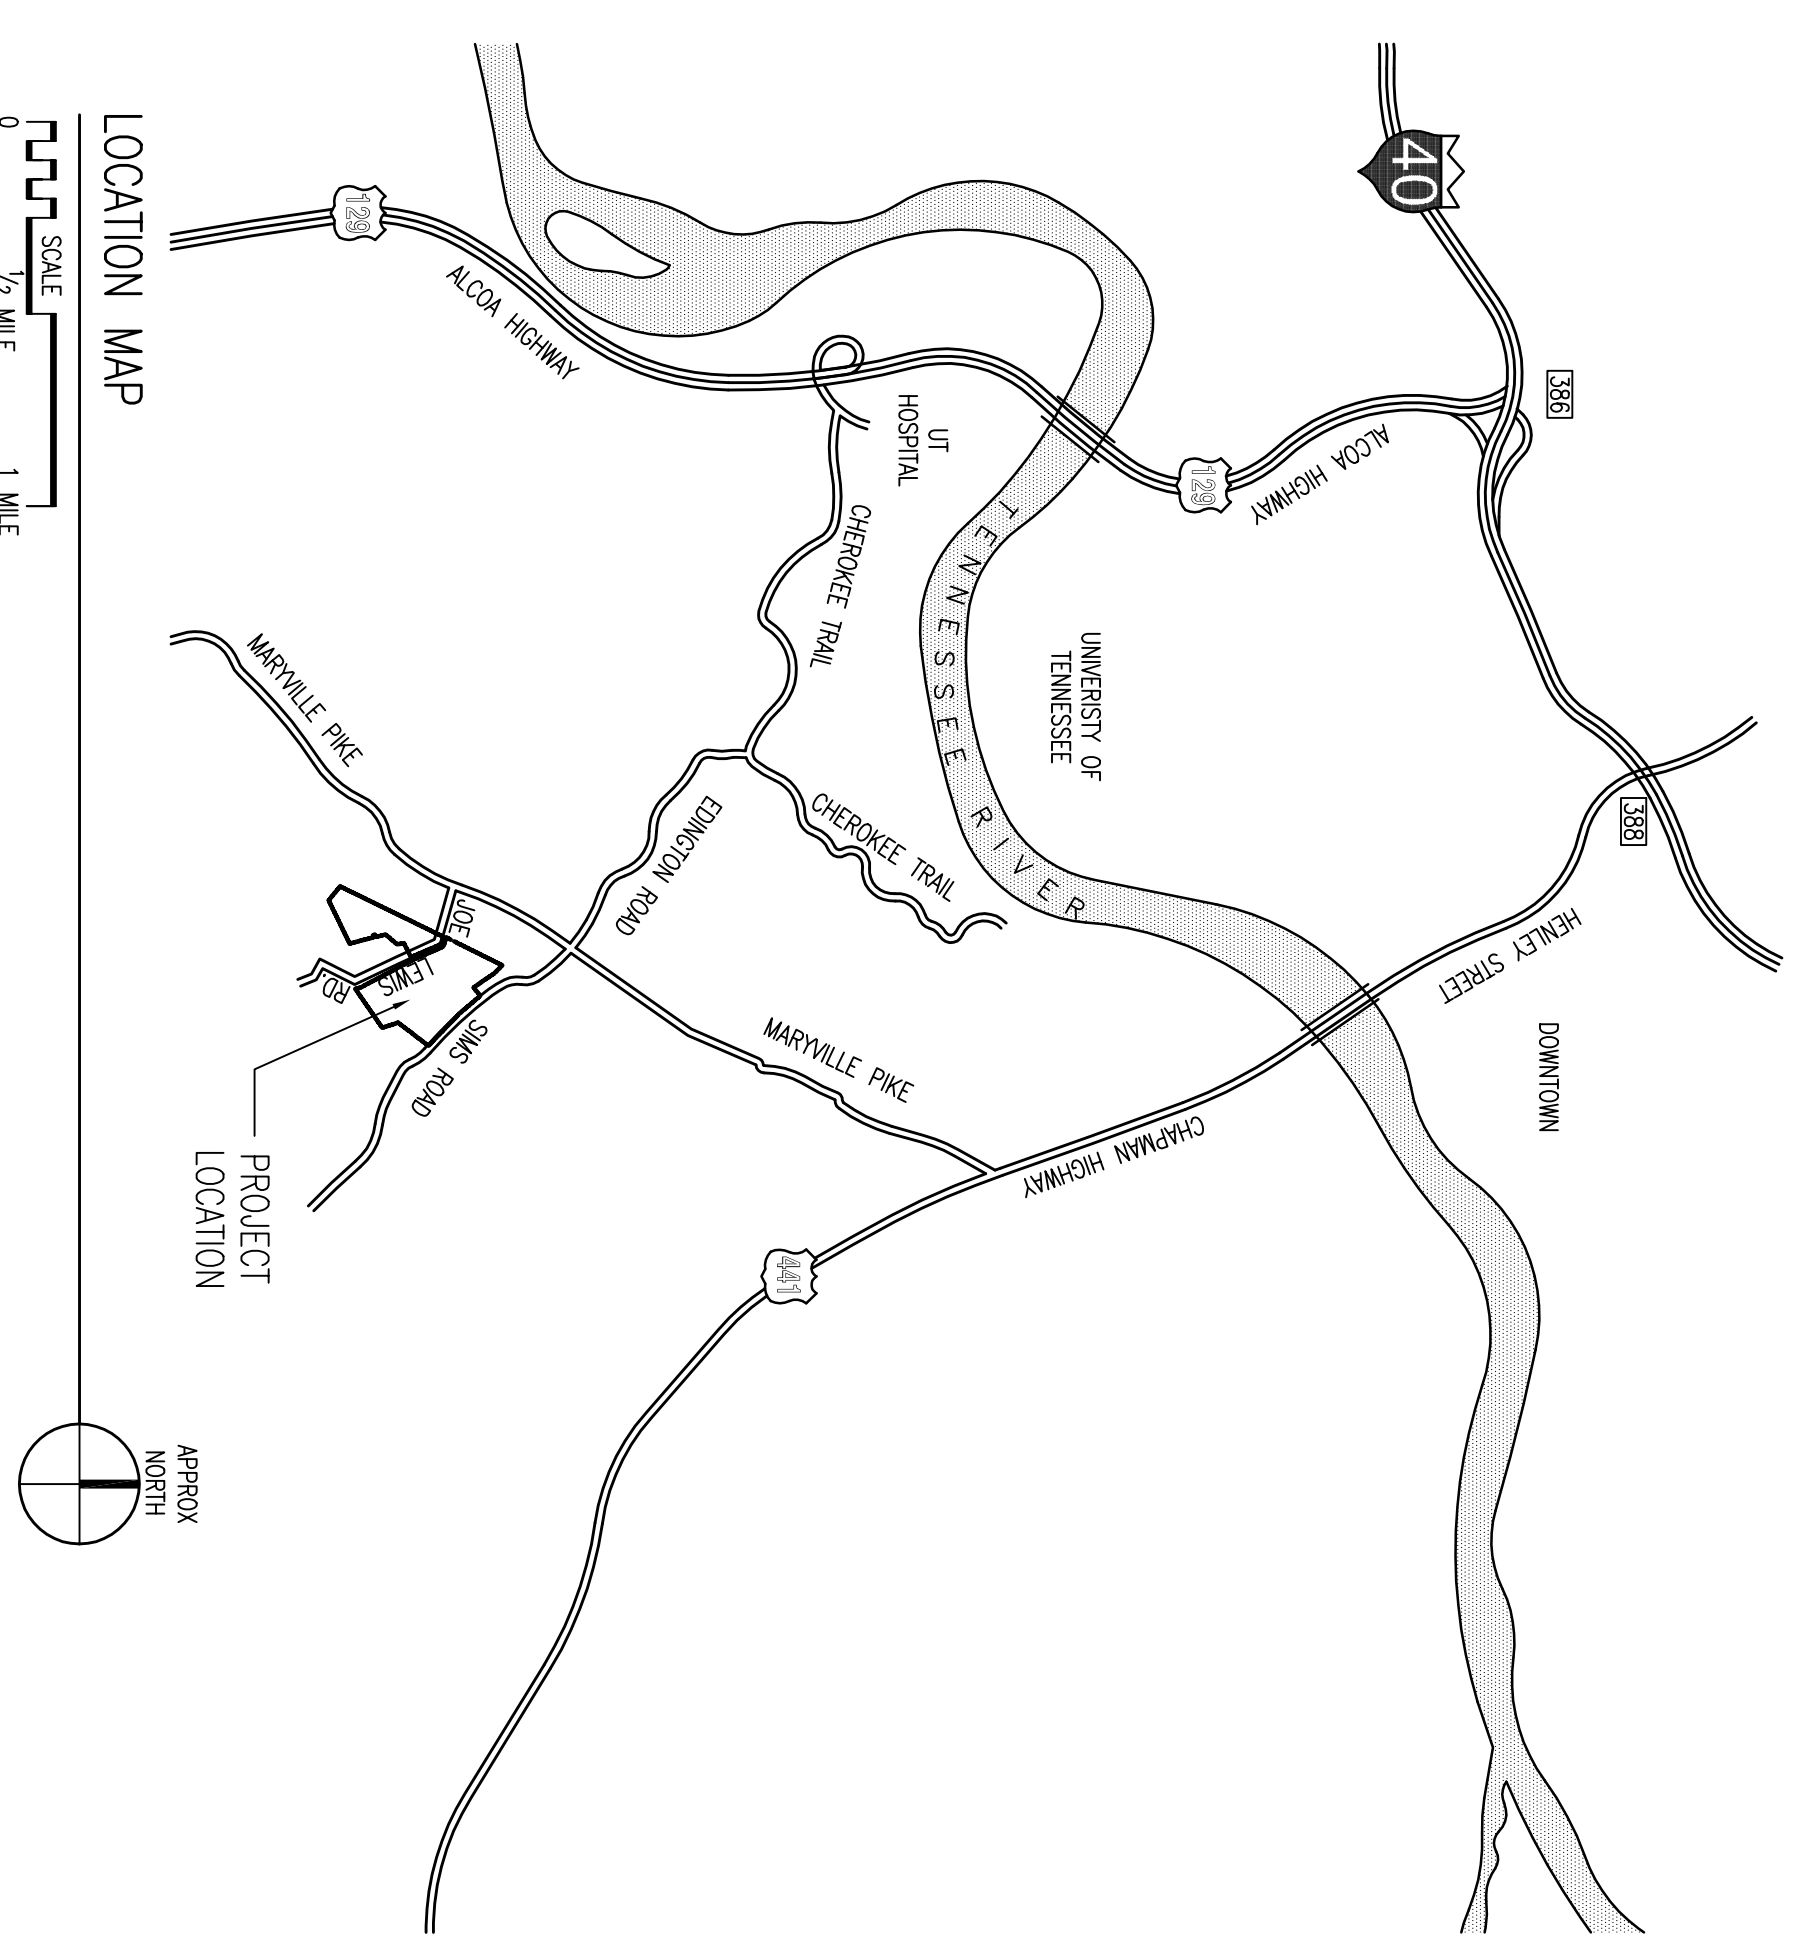 40
386
ALCOA HIGHWAY
129
388
HENLEY STREET
DOWNTOWN
UNIVERISTY OF
TENNESSEE
TENNESSEE RIVER
UT
HOSPITAL
CHEROKEE TRAIL
CHEROKEE TRAIL
CHAPMAN HIGHWAY
441
EDINGTON ROAD
MARYVILLE PIKE
129
ALCOA HIGHWAY
MARYVILLE PIKE
JOE
LEWIS
RD.
SIMS ROAD
PROJECT
LOCATION
LOCATION MAP
APPROX
NORTH
SCALE
0 1/2 MILE 1 MILE